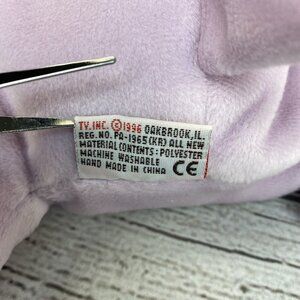 TY. INC. ©1996 OAKBROOK, IL.
REG. NO. PA-1965(KR) ALL NEW
MATERIAL CONTENTS : POLYESTER
MACHINE WASHABLE
HAND MADE IN CHINA CE